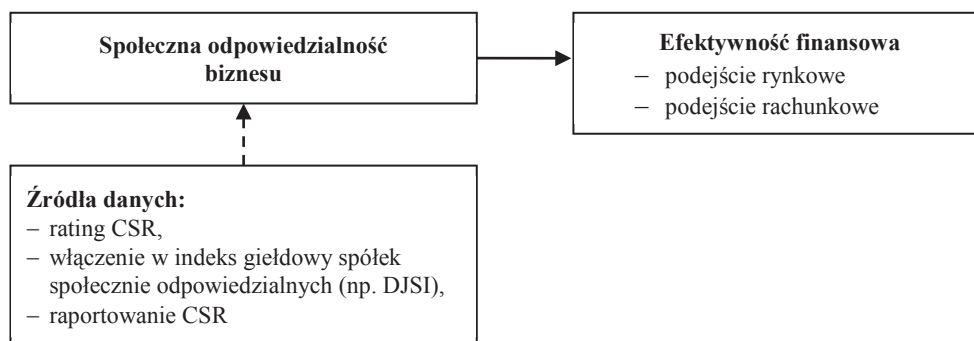 Społeczna odpowiedzialność
biznesu
Efektywność finansowa
– podejście rynkowe
– podejście rachunkowe
Źródła danych:
– rating CSR,
– włączenie w indeks giełdowy spółek
społecznie odpowiedzialnych (np. DJSI),
– raportowanie CSR